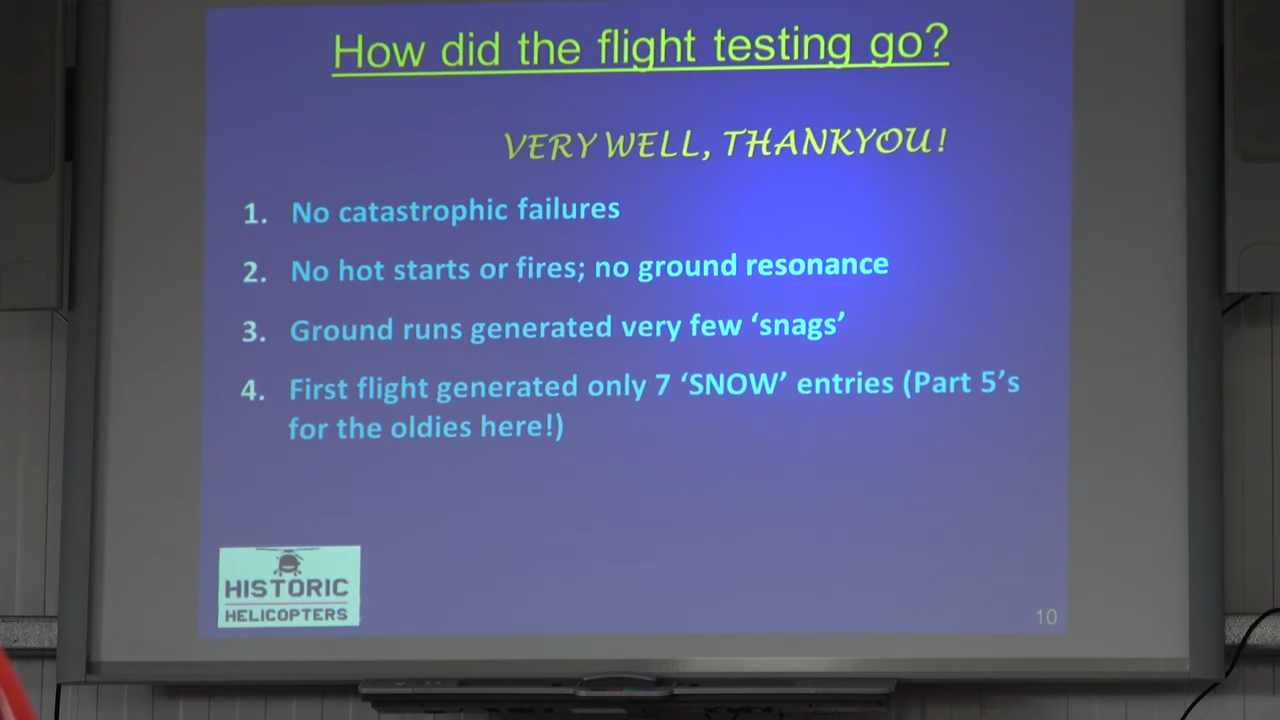 How did the flight testing go?
VERY WELL, THANKYOU!
1. No catastrophic failures
2. No hot starts or fires; no ground resonance
3. Ground runs generated very few ‘snags’
4. First flight generated only 7 ‘SNOW’ entries (Part 5’s
for the oldies here!)
HISTORIC
HELICOPTERS
10